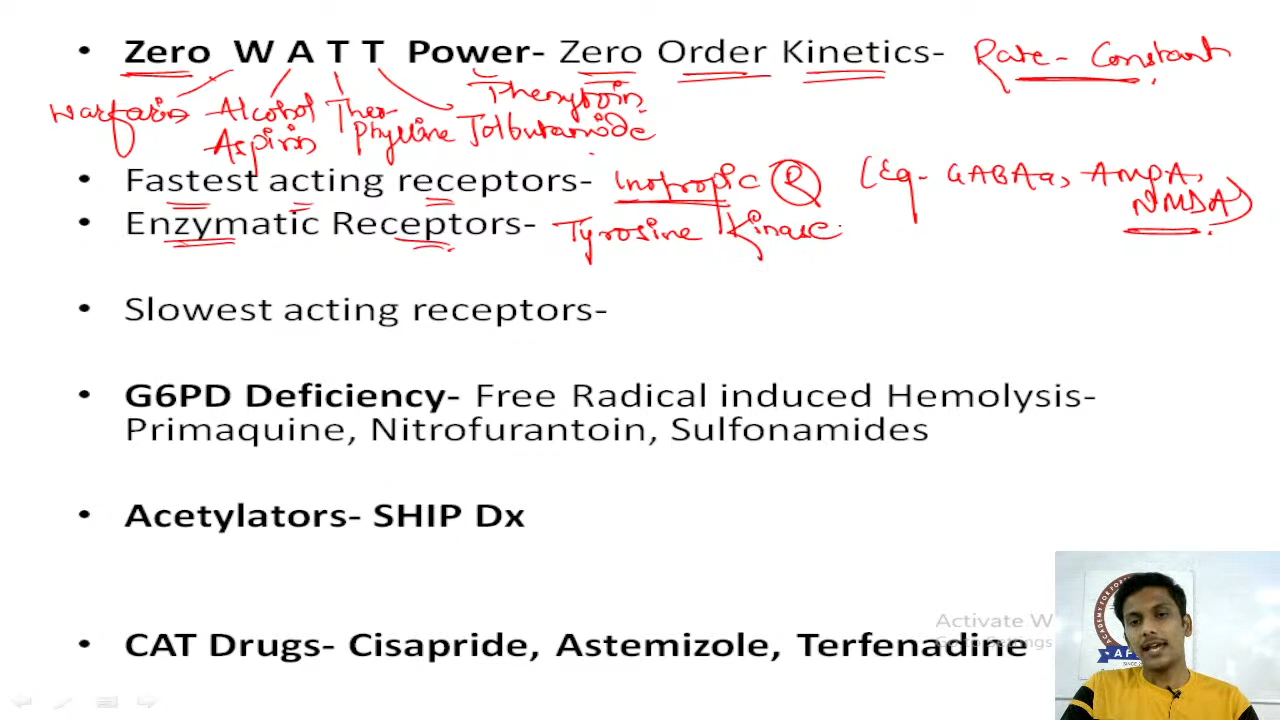 • Zero W A T T Power- Zero Order Kinetics- Rate - Constant
Warfarin Alcohol Theo- Phenytoin
Aspirin phylline Tolbutamide
• Fastest acting receptors- Inotropic R (Eg - GABAa, AMPA,
NMDA)
• Enzymatic Receptors- Tyrosine Kinase
• Slowest acting receptors-
• G6PD Deficiency- Free Radical induced Hemolysis-
Primaquine, Nitrofurantoin, Sulfonamides
• Acetylators- SHIP Dx
• CAT Drugs- Cisapride, Astemizole, Terfenadine
Activate W
Settings